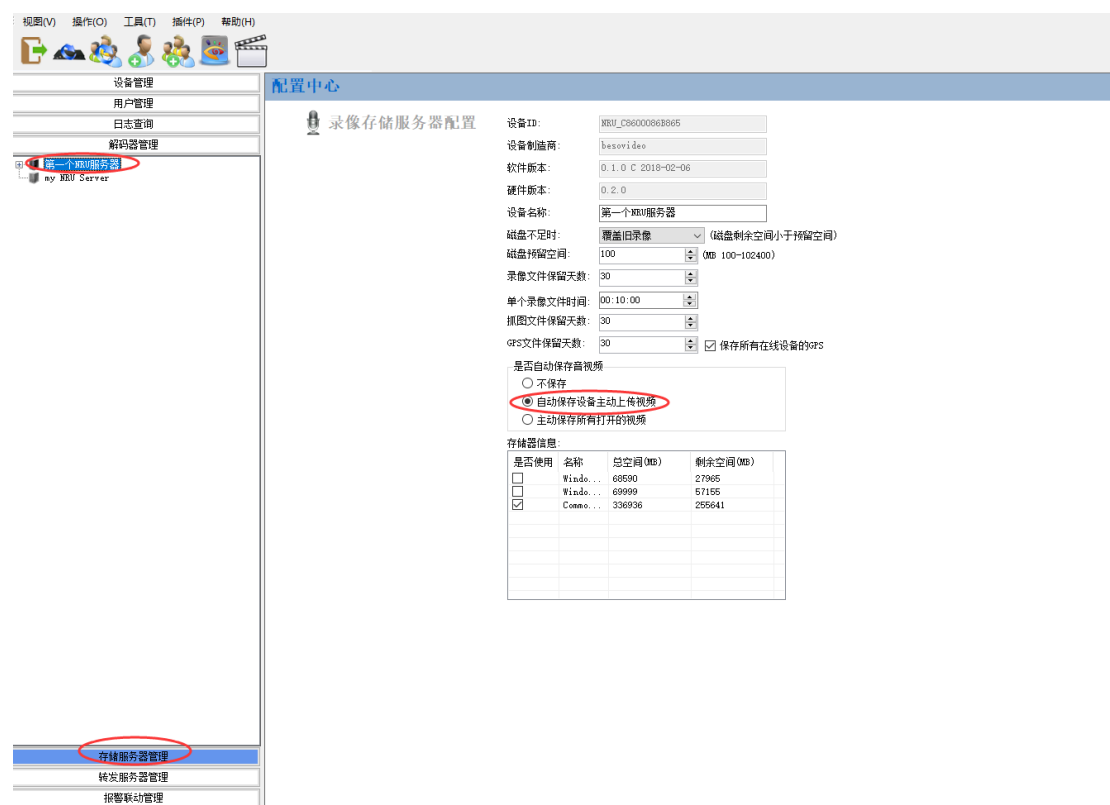 视图(V) 操作(O) 工具(T) 插件(P) 帮助(H)
设备管理
用户管理
日志查询
解码器管理
第一个NRU服务器
my NRU Server
存储服务器管理
转发服务器管理
报警联动管理
配置中心
录像存储服务器配置
设备ID: NRU_C8600086B865
设备制造商: besovideo
软件版本: 0.1.0 C 2018-02-06
硬件版本: 0.2.0
设备名称: 第一个NRU服务器
磁盘不足时: 覆盖旧录像 (磁盘剩余空间小于预留空间)
磁盘预留空间: 100 (MB 100-102400)
录像文件保留天数: 30
单个录像文件时间: 00:10:00
抓图文件保留天数: 30
GPS文件保留天数: 30 保存所有在线设备的GPS
是否自动保存音视频
不保存
自动保存设备主动上传视频
主动保存所有打开的视频
存储器信息:
是否使用 名称 总空间(MB) 剩余空间(MB)
Windo... 68590 27965
Windo... 69999 57155
Commo... 336936 255641